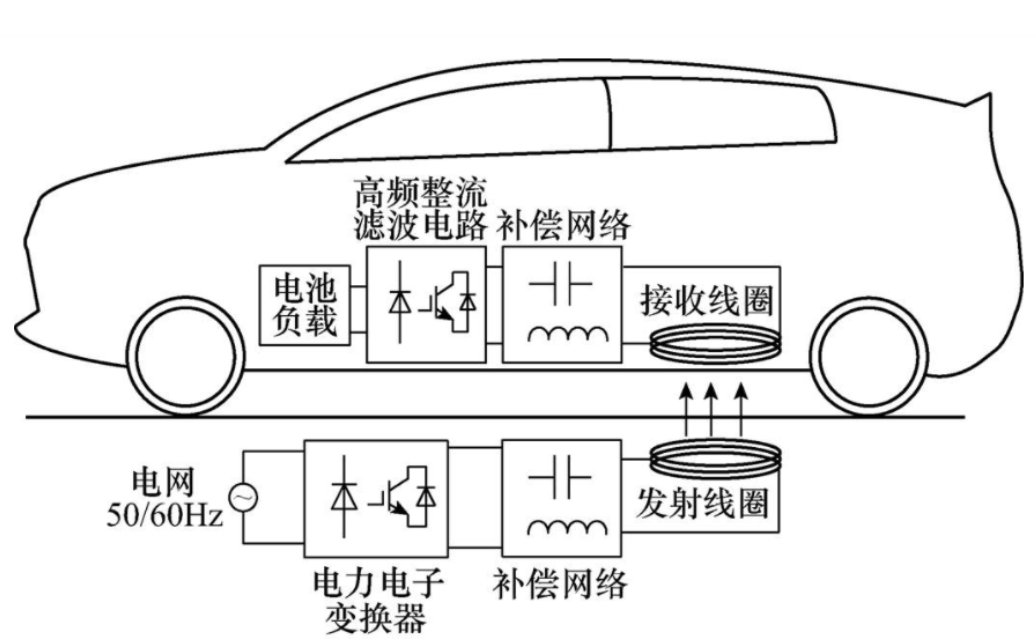 高频整流
滤波电路
补偿网络
电池
负载
接收线圈
电网
50/60Hz
发射线圈
电力电子
变换器
补偿网络